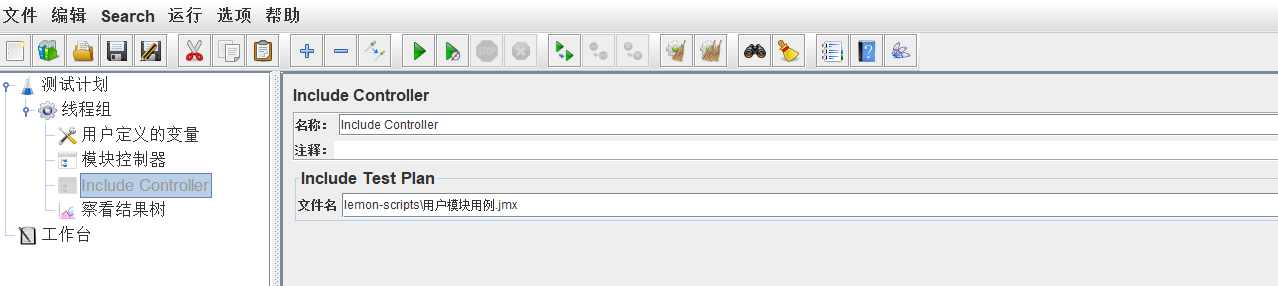 文件 编辑 Search 运行 选项 帮助
STOP
测试计划
线程组
用户定义的变量
模块控制器
Include Controller
察看结果树
工作台
Include Controller
名称： Include Controller
注释：
Include Test Plan
文件名 lemon-scripts\用户模块用例.jmx